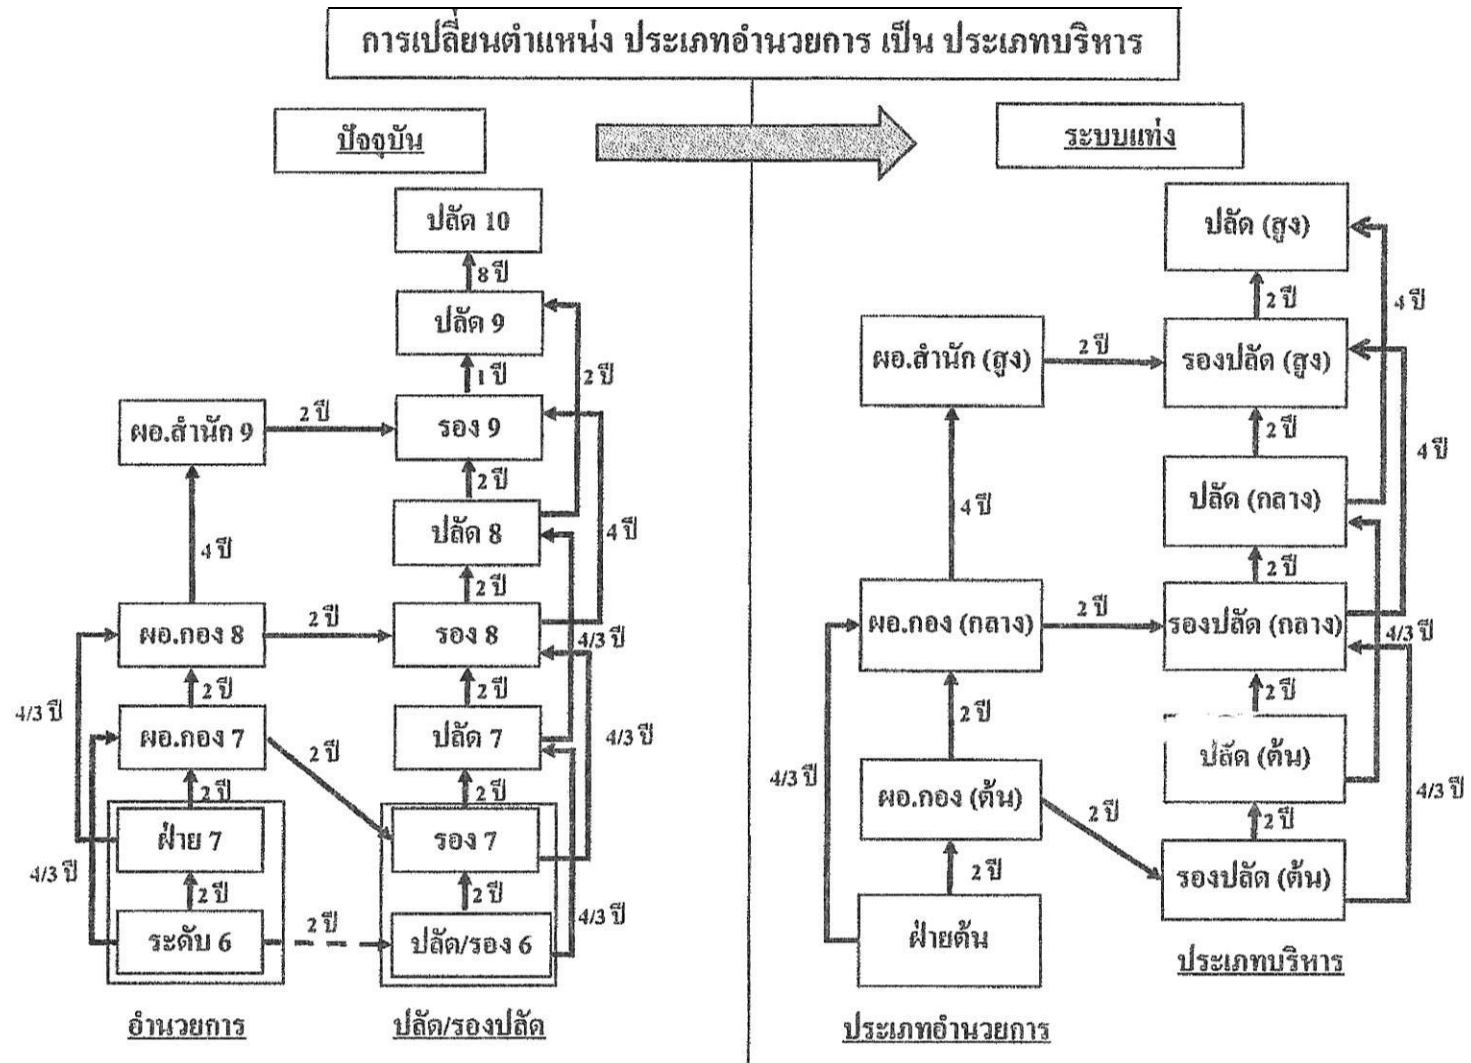 การเปลี่ยนตำแหน่ง ประเภทอำนวยการ เป็น ประเภทบริหาร
ปัจจุบัน
ปลัด 10
8 ปี
ปลัด 9
1 ปี
2 ปี
ผอ.สำนัก 9
2 ปี
รอง 9
2 ปี
ปลัด 8
4 ปี
4 ปี
2 ปี
ผอ.กอง 8
2 ปี
รอง 8
4/3 ปี
2 ปี
2 ปี
4/3 ปี
ผอ.กอง 7
2 ปี
ปลัด 7
4/3 ปี
2 ปี
2 ปี
ฝ่าย 7
รอง 7
4/3 ปี
2 ปี
2 ปี
4/3 ปี
ระดับ 6
2 ปี
ปลัด/รอง 6
อำนวยการ
ปลัด/รองปลัด
ระบบแท่ง
ปลัด (สูง)
2 ปี
4 ปี
ผอ.สำนัก (สูง)
2 ปี
รองปลัด (สูง)
2 ปี
4 ปี
ปลัด (กลาง)
4 ปี
2 ปี
ผอ.กอง (กลาง)
2 ปี
รองปลัด (กลาง)
4/3 ปี
2 ปี
2 ปี
ปลัด (ต้น)
4/3 ปี
ผอ.กอง (ต้น)
2 ปี
2 ปี
4/3 ปี
2 ปี
รองปลัด (ต้น)
ฝ่ายต้น
ประเภทบริหาร
ประเภทอำนวยการ